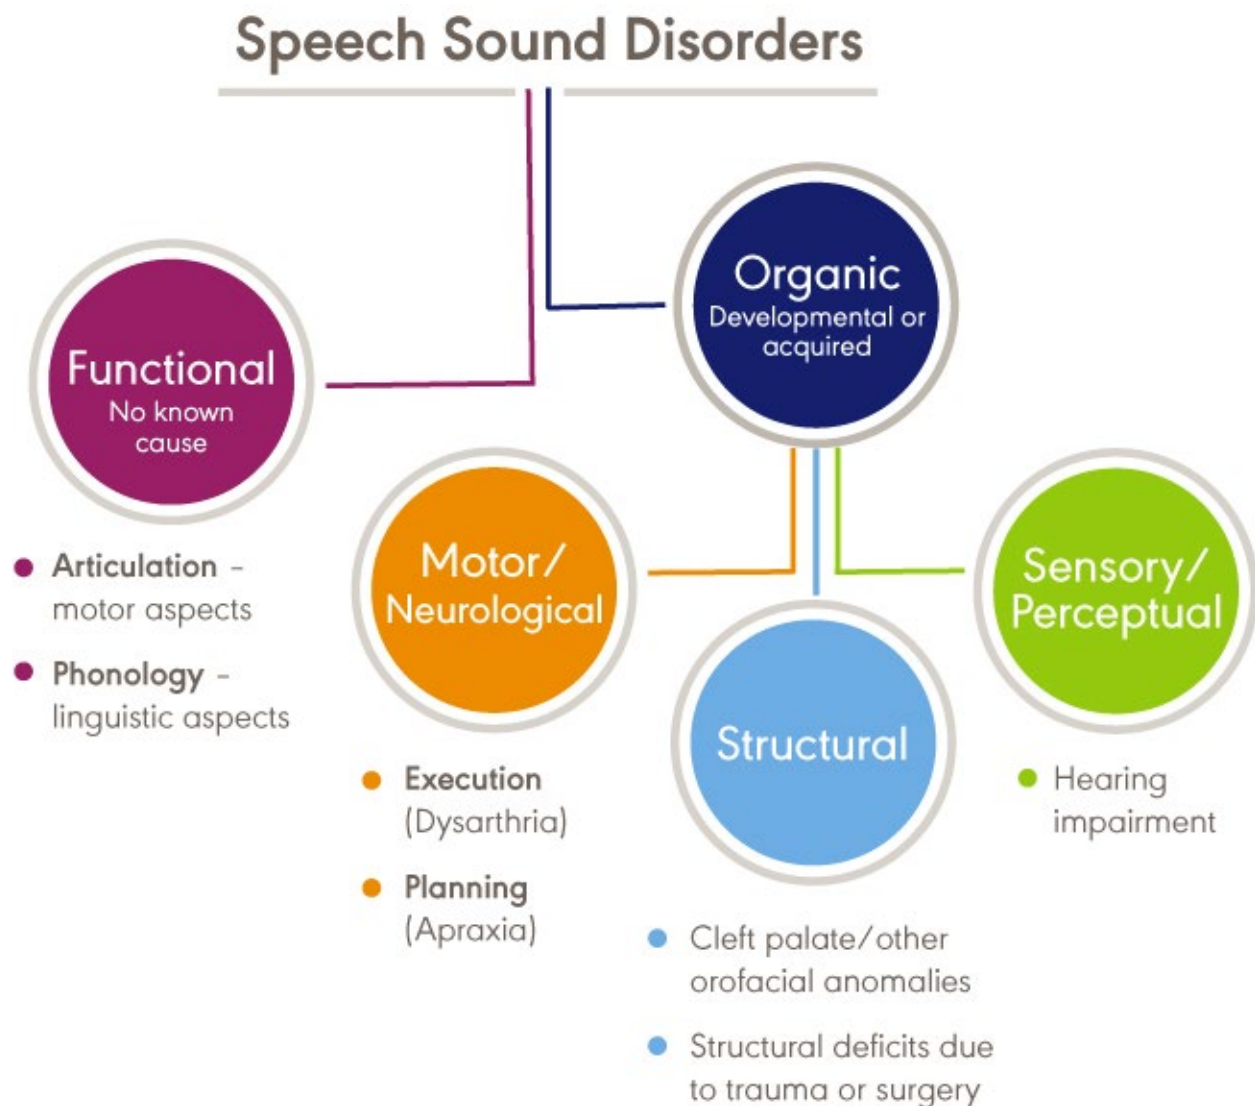 Speech Sound Disorders
Organic
Developmental or
acquired
Functional
No known
cause
Articulation –
motor aspects
Phonology –
linguistic aspects
Motor/
Neurological
Execution
(Dysarthria)
Planning
(Apraxia)
Structural
Cleft palate/other
orofacial anomalies
Structural deficits due
to trauma or surgery
Sensory/
Perceptual
Hearing
impairment